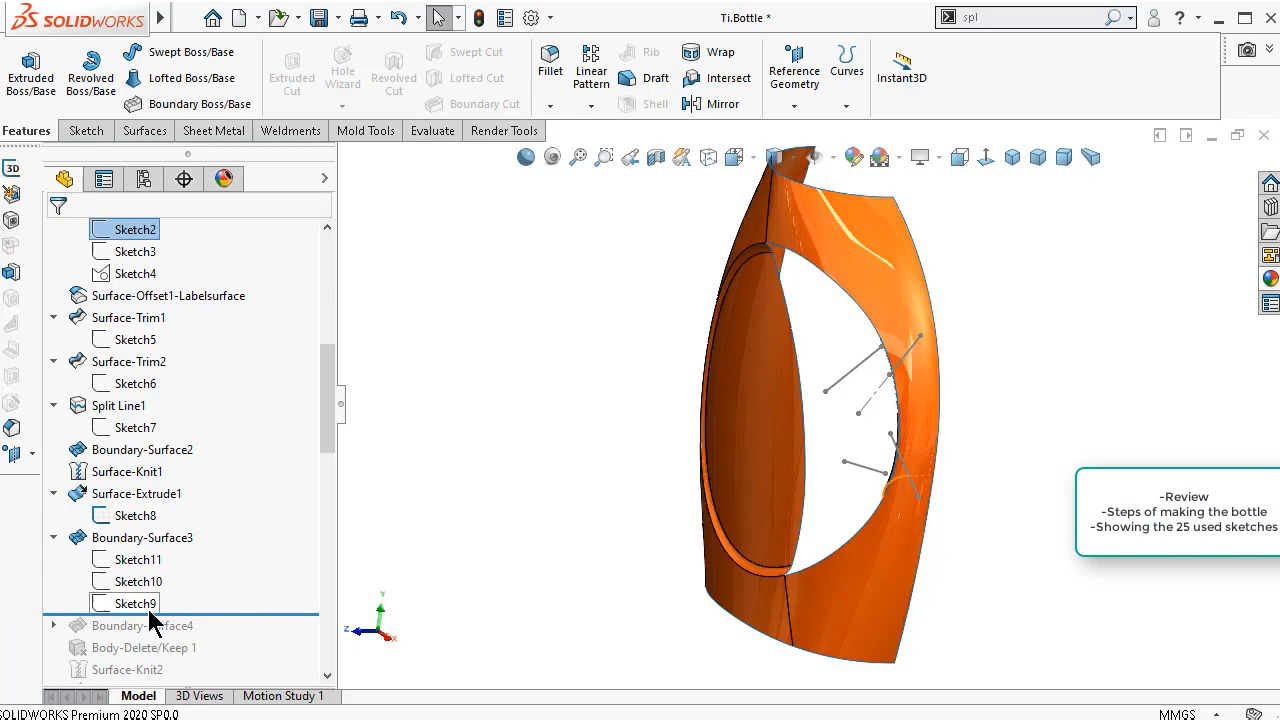 SOLIDWORKS
Ti.Bottle *
spl
Extruded
Boss/Base
Revolved
Boss/Base
Swept Boss/Base
Lofted Boss/Base
Boundary Boss/Base
Extruded
Cut
Hole
Wizard
Revolved
Cut
Swept Cut
Lofted Cut
Boundary Cut
Fillet
Linear
Pattern
Rib
Draft
Shell
Wrap
Intersect
Mirror
Reference
Geometry
Curves
Instant3D
Features
Sketch
Surfaces
Sheet Metal
Weldments
Mold Tools
Evaluate
Render Tools
3D
Sketch2
Sketch3
Sketch4
Surface-Offset1-Labelsurface
Surface-Trim1
Sketch5
Surface-Trim2
Sketch6
Split Line1
Sketch7
Boundary-Surface2
Surface-Knit1
Surface-Extrude1
Sketch8
Boundary-Surface3
Sketch11
Sketch10
Sketch9
Body-Delete/Keep 1
Surface-Knit2
Y
Z
X
-Review
-Steps of making the bottle
-Showing the 25 used sketches
Model
3D Views
Motion Study 1
SOLIDWORKS Premium 2020 SP0.0
MMGS